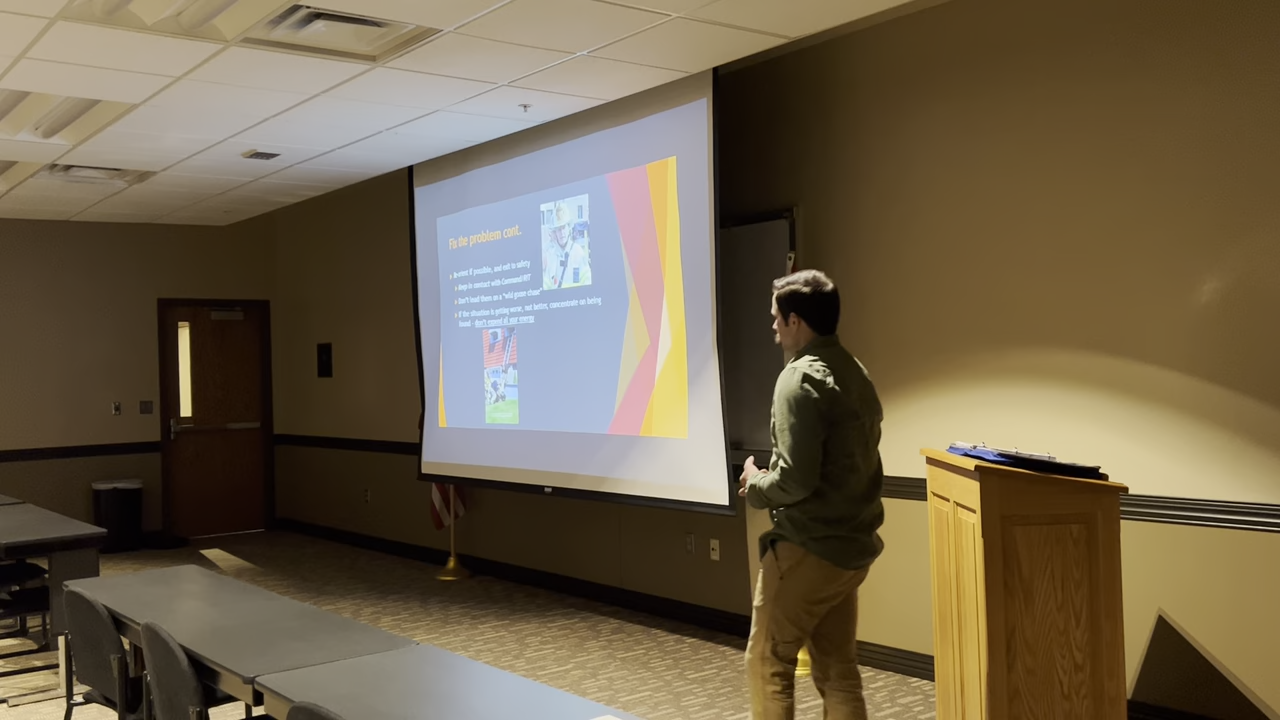 Fix the problem cont.
Re-orient if possible, and exit to safety
Keep in contact with Command/RIT
Don't lead them on a "wild goose chase"
If the situation is getting worse, not better, concentrate on being
found - don't expend all your energy